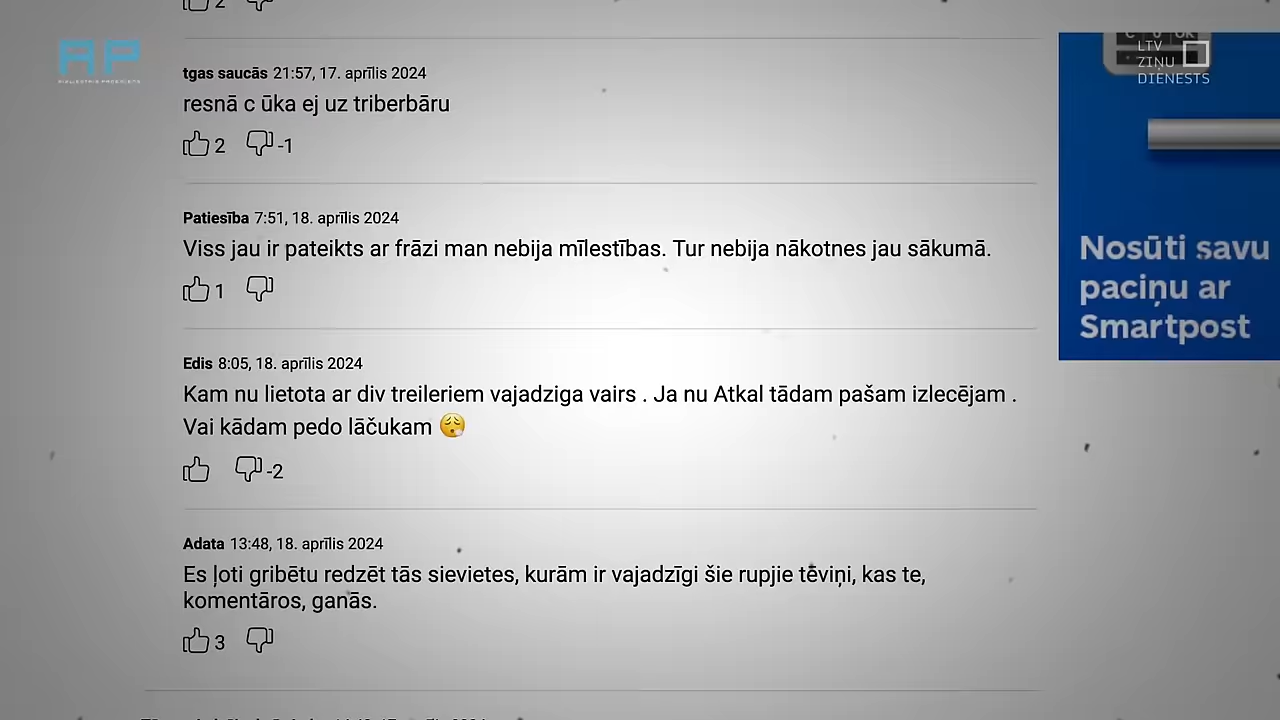 2
AP
LTV
ZIŅU
DIENESTS
tgas saucās 21:57, 17. aprīlis 2024
resnā c ūka ej uz triberbāru
2 -1
Patiesība 7:51, 18. aprīlis 2024
Viss jau ir pateikts ar frāzi man nebija mīlestības. Tur nebija nākotnes jau sākumā.
1
Nosūti savu
paciņu ar
Smartpost
Edis 8:05, 18. aprīlis 2024
Kam nu lietota ar div treileriem vajadziga vairs . Ja nu Atkal tādam pašam izlecējam .
Vai kādam pedo lāčukam 😮‍💨
-2
Adata 13:48, 18. aprīlis 2024
Es ļoti gribētu redzēt tās sievietes, kurām ir vajadzīgi šie rupjie tēviņi, kas te,
komentāros, ganās.
3